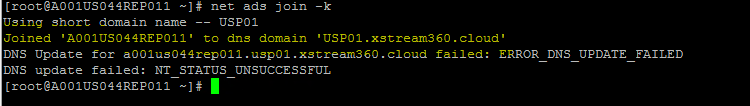 [root@A001US044REP011 ~]# net ads join -k
Using short domain name -- USP01
Joined 'A001US044REP011' to dns domain 'USP01.xstream360.cloud'
DNS Update for a001us044rep011.usp01.xstream360.cloud failed: ERROR_DNS_UPDATE_FAILED
DNS update failed: NT_STATUS_UNSUCCESSFUL
[root@A001US044REP011 ~]#